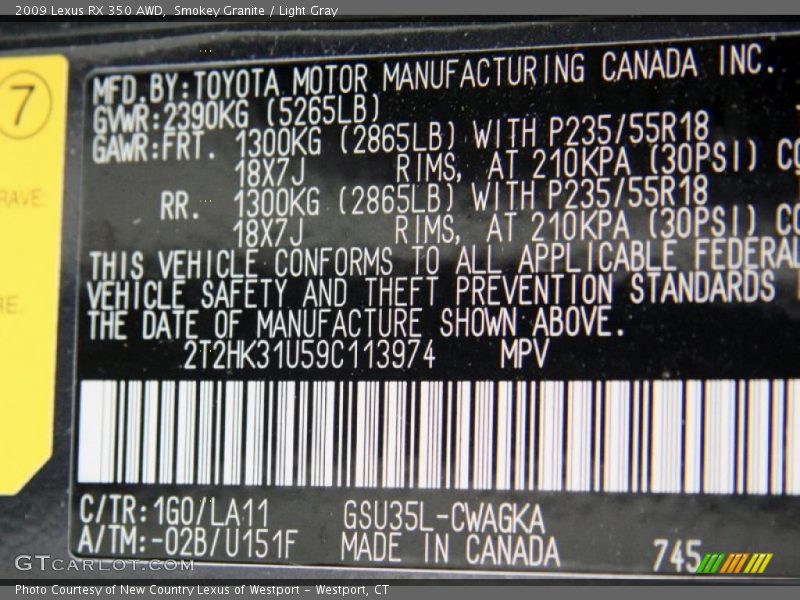 2009 Lexus RX 350 AWD, Smokey Granite / Light Gray
7
RAVE:
RE.
MFD.BY:TOYOTA MOTOR MANUFACTURING CANADA INC.
GVWR:2390KG (5265LB)
GAWR:FRT. 1300KG (2865LB) WITH P235/55R18
18X7J RIMS, AT 210KPA (30PSI) CO
RR. 1300KG (2865LB) WITH P235/55R18
18X7J RIMS, AT 210KPA (30PSI) CO
THIS VEHICLE CONFORMS TO ALL APPLICABLE FEDERAL
VEHICLE SAFETY AND THEFT PREVENTION STANDARDS
THE DATE OF MANUFACTURE SHOWN ABOVE.
2T2HK31U59C113974 MPV
C/TR:1G0/LA11 GSU35L-CWAGKA
A/TM:-02B/U151F MADE IN CANADA 745
GTCARLOT.COM
Photo Courtesy of New Country Lexus of Westport - Westport, CT